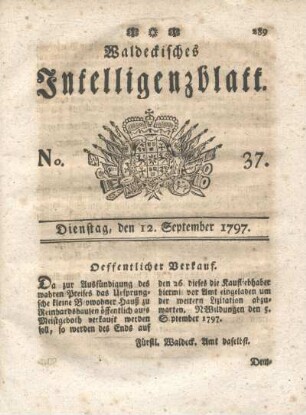 289
Waldeckisches
Intelligenzblatt.
No. 37.
Dienstag, den 12. September 1797.
Oeffentlicher Verkauf.
Da zur Ausfündigung des
wahren Preises das Ursprung-
sche kleine Bewohner Hauß zu
Reinhardshausen öffentlich aufs
Meistgeboth verkauft werden
soll, so werden des Ends auf
den 26. dieses die Kaufliebhaber
hiermit vor Amt eingeladen um
der weitern Lizitation abzu-
warten. NWildungen den 5.
September 1797.
Fürstl. Waldeck. Amt daselbst.